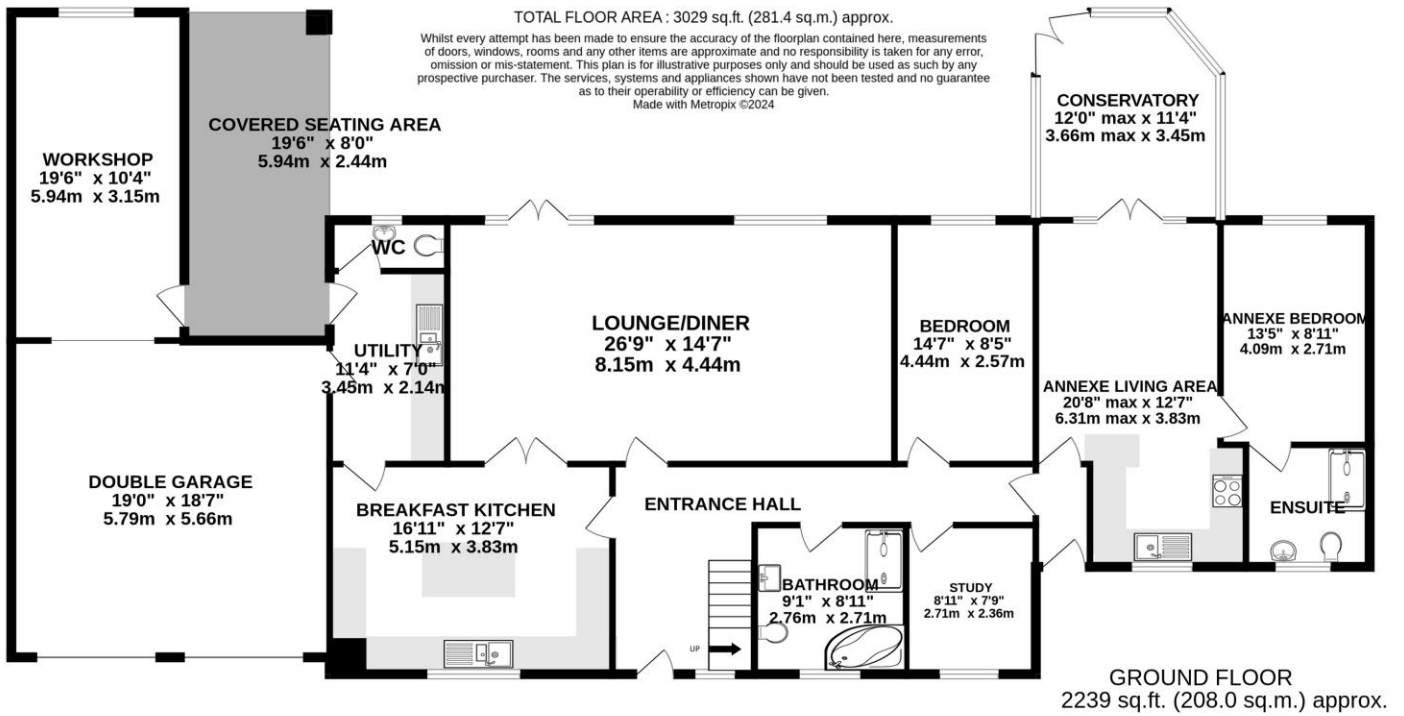 TOTAL FLOOR AREA : 3029 sq.ft. (281.4 sq.m.) approx.
Whilst every attempt has been made to ensure the accuracy of the floorplan contained here, measurements
of doors, windows, rooms and any other items are approximate and no responsibility is taken for any error,
omission or mis-statement. This plan is for illustrative purposes only and should be used as such by any
prospective purchaser. The services, systems and appliances shown have not been tested and no guarantee
as to their operability or efficiency can be given.
Made with Metropix ©2024
CONSERVATORY
12'0" max x 11'4"
3.66m max x 3.45m
COVERED SEATING AREA
19'6" x 8'0"
5.94m x 2.44m
WORKSHOP
19'6" x 10'4"
5.94m x 3.15m
WC
LOUNGE/DINER
26'9" x 14'7"
8.15m x 4.44m
BEDROOM
14'7" x 8'5"
4.44m x 2.57m
ANNEXE BEDROOM
13'5" x 8'11"
4.09m x 2.71m
UTILITY
11'4" x 7'0"
3.45m x 2.14m
ANNEXE LIVING AREA
20'8" max x 12'7"
6.31m max x 3.83m
DOUBLE GARAGE
19'0" x 18'7"
5.79m x 5.66m
BREAKFAST KITCHEN
16'11" x 12'7"
5.15m x 3.83m
ENTRANCE HALL
ENSUITE
BATHROOM
9'1" x 8'11"
2.76m x 2.71m
STUDY
8'11" x 7'9"
2.71m x 2.36m
UP
GROUND FLOOR
2239 sq.ft. (208.0 sq.m.) approx.